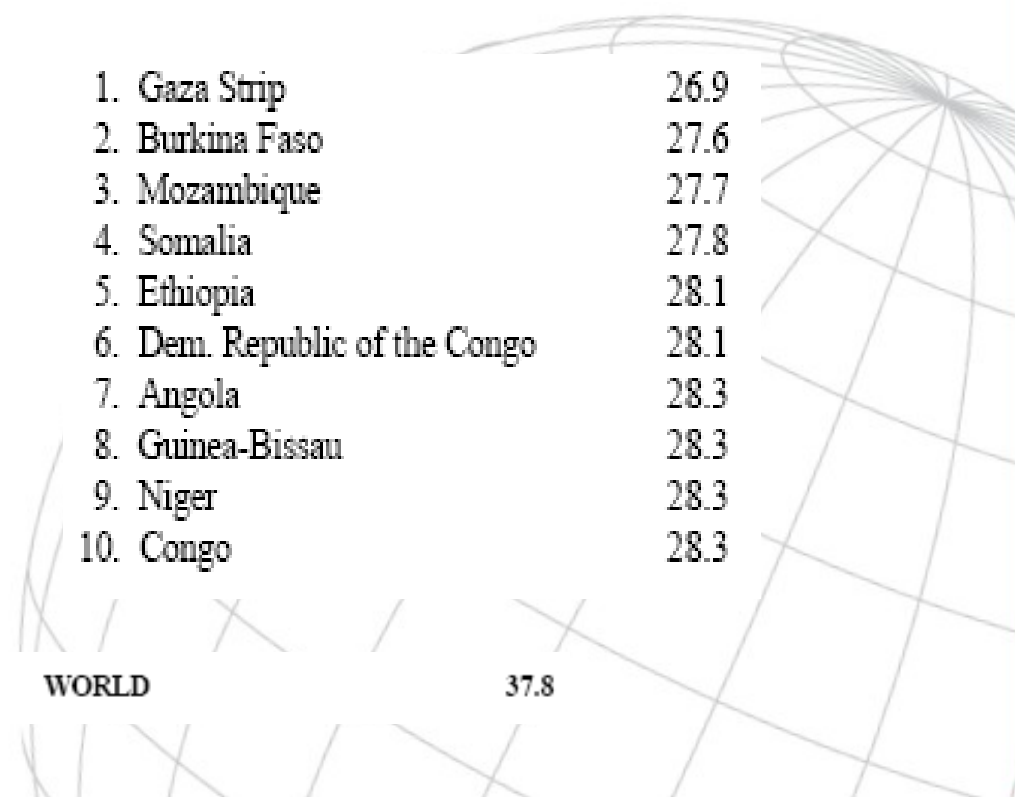 1. Gaza Strip 26.9
2. Burkina Faso 27.6
3. Mozambique 27.7
4. Somalia 27.8
5. Ethiopia 28.1
6. Dem. Republic of the Congo 28.1
7. Angola 28.3
8. Guinea-Bissau 28.3
9. Niger 28.3
10. Congo 28.3
WORLD 37.8